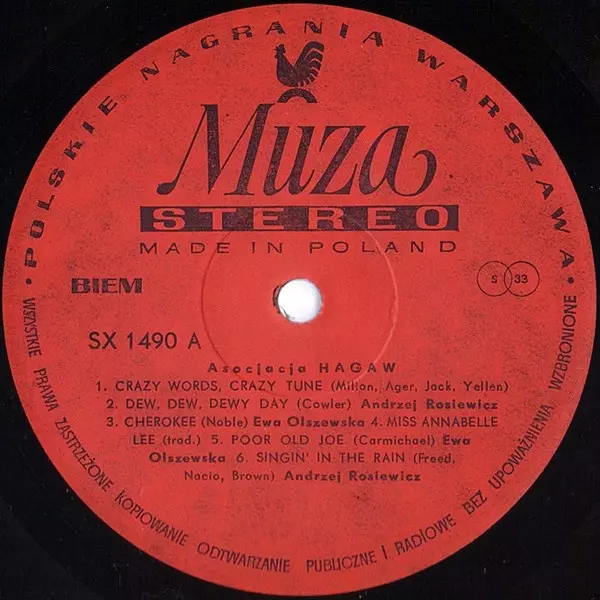 • POLSKIE NAGRANIA WARSZAWA •
Muza
STEREO
MADE IN POLAND
BIEM
S 33
SX 1490 A
Asocjacja HAGAW
1. CRAZY WORDS, CRAZY TUNE (Milton, Ager, Jack, Yellen)
2. DEW, DEW, DEWY DAY (Cowler) Andrzej Rosiewicz
3. CHEROKEE (Noble) Ewa Olszewska 4. MISS ANNABELLE
LEE (trad.) 5. POOR OLD JOE (Carmichael) Ewa
Olszewska 6. SINGIN' IN THE RAIN (Freed,
Nacio, Brown) Andrzej Rosiewicz
WSZYSTKIE PRAWA ZASTRZEŻONE KOPIOWANIE ODTWARZANIE PUBLICZNE I RADIOWE BEZ UPOWAŻNIENIA WZBRONIONE